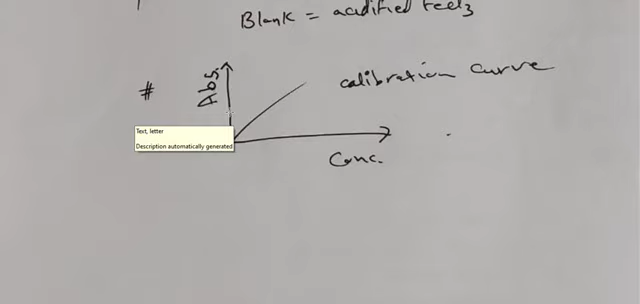 Blank = acidified FeCl3
# Abs. calibration curve
Text, letter
Description automatically generated
Conc.